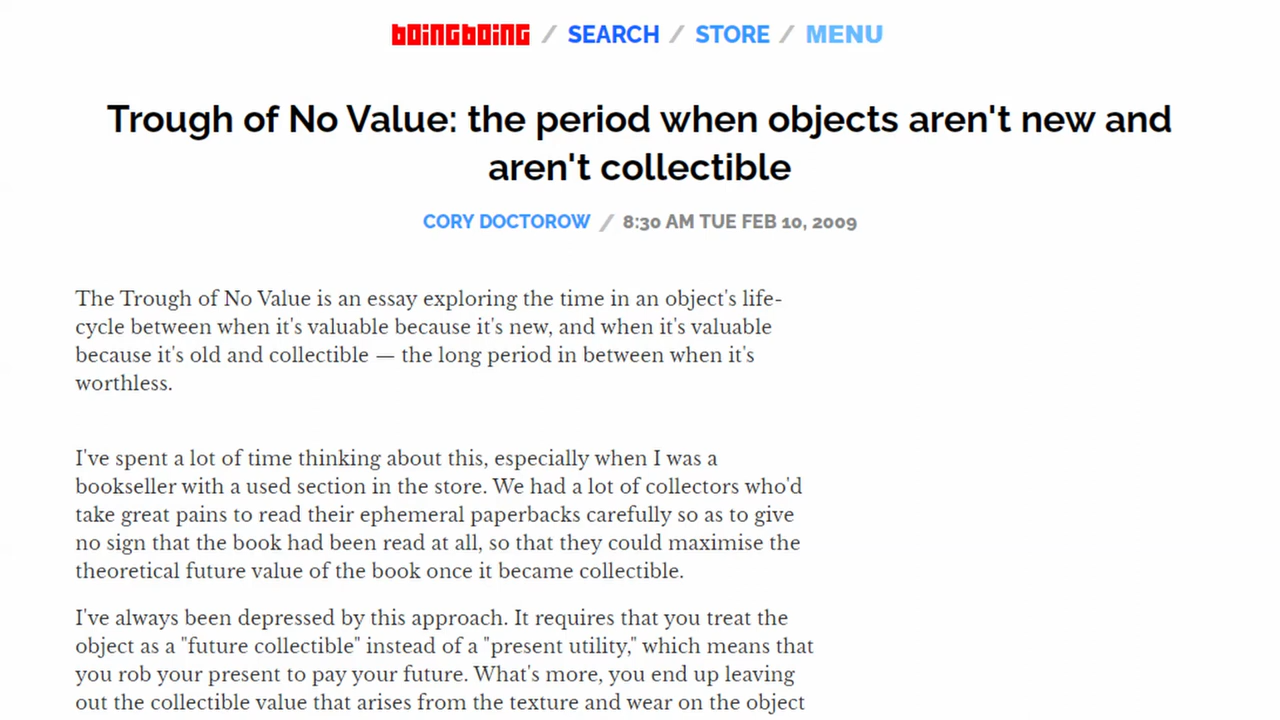 boingboing / SEARCH / STORE / MENU
Trough of No Value: the period when objects aren't new and
aren't collectible
CORY DOCTOROW / 8:30 AM TUE FEB 10, 2009
The Trough of No Value is an essay exploring the time in an object's life-
cycle between when it's valuable because it's new, and when it's valuable
because it's old and collectible — the long period in between when it's
worthless.
I've spent a lot of time thinking about this, especially when I was a
bookseller with a used section in the store. We had a lot of collectors who'd
take great pains to read their ephemeral paperbacks carefully so as to give
no sign that the book had been read at all, so that they could maximise the
theoretical future value of the book once it became collectible.
I've always been depressed by this approach. It requires that you treat the
object as a "future collectible" instead of a "present utility," which means that
you rob your present to pay your future. What's more, you end up leaving
out the collectible value that arises from the texture and wear on the object